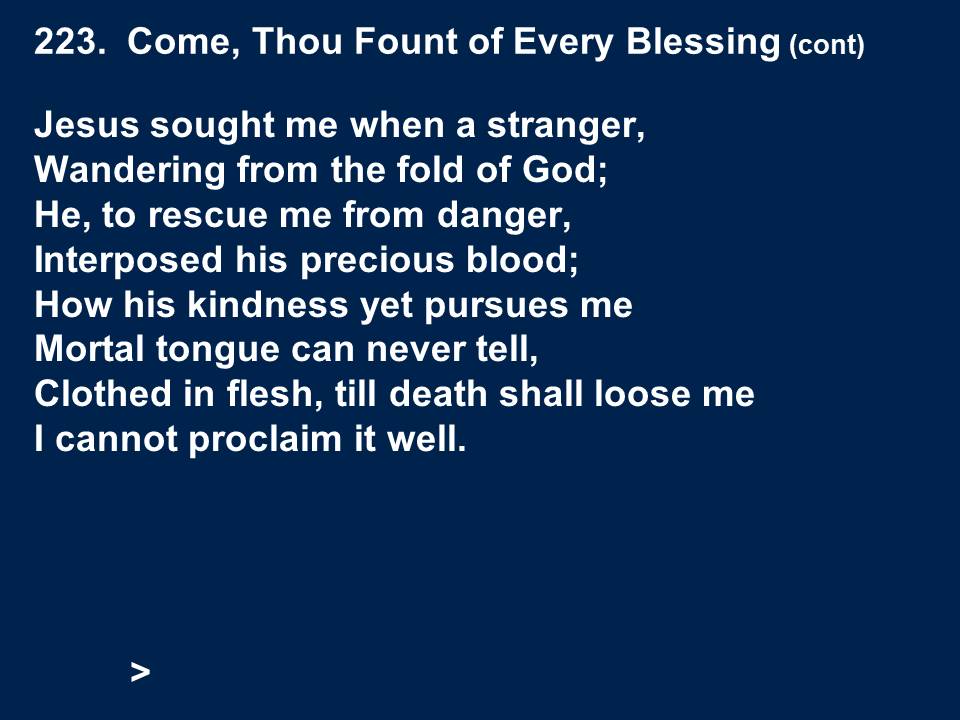 223.  Come, Thou Fount of Every Blessing (cont)
Jesus sought me when a stranger,
Wandering from the fold of God;
He, to rescue me from danger,
Interposed his precious blood;
How his kindness yet pursues me
Mortal tongue can never tell,
Clothed in flesh, till death shall loose me
I cannot proclaim it well.
>